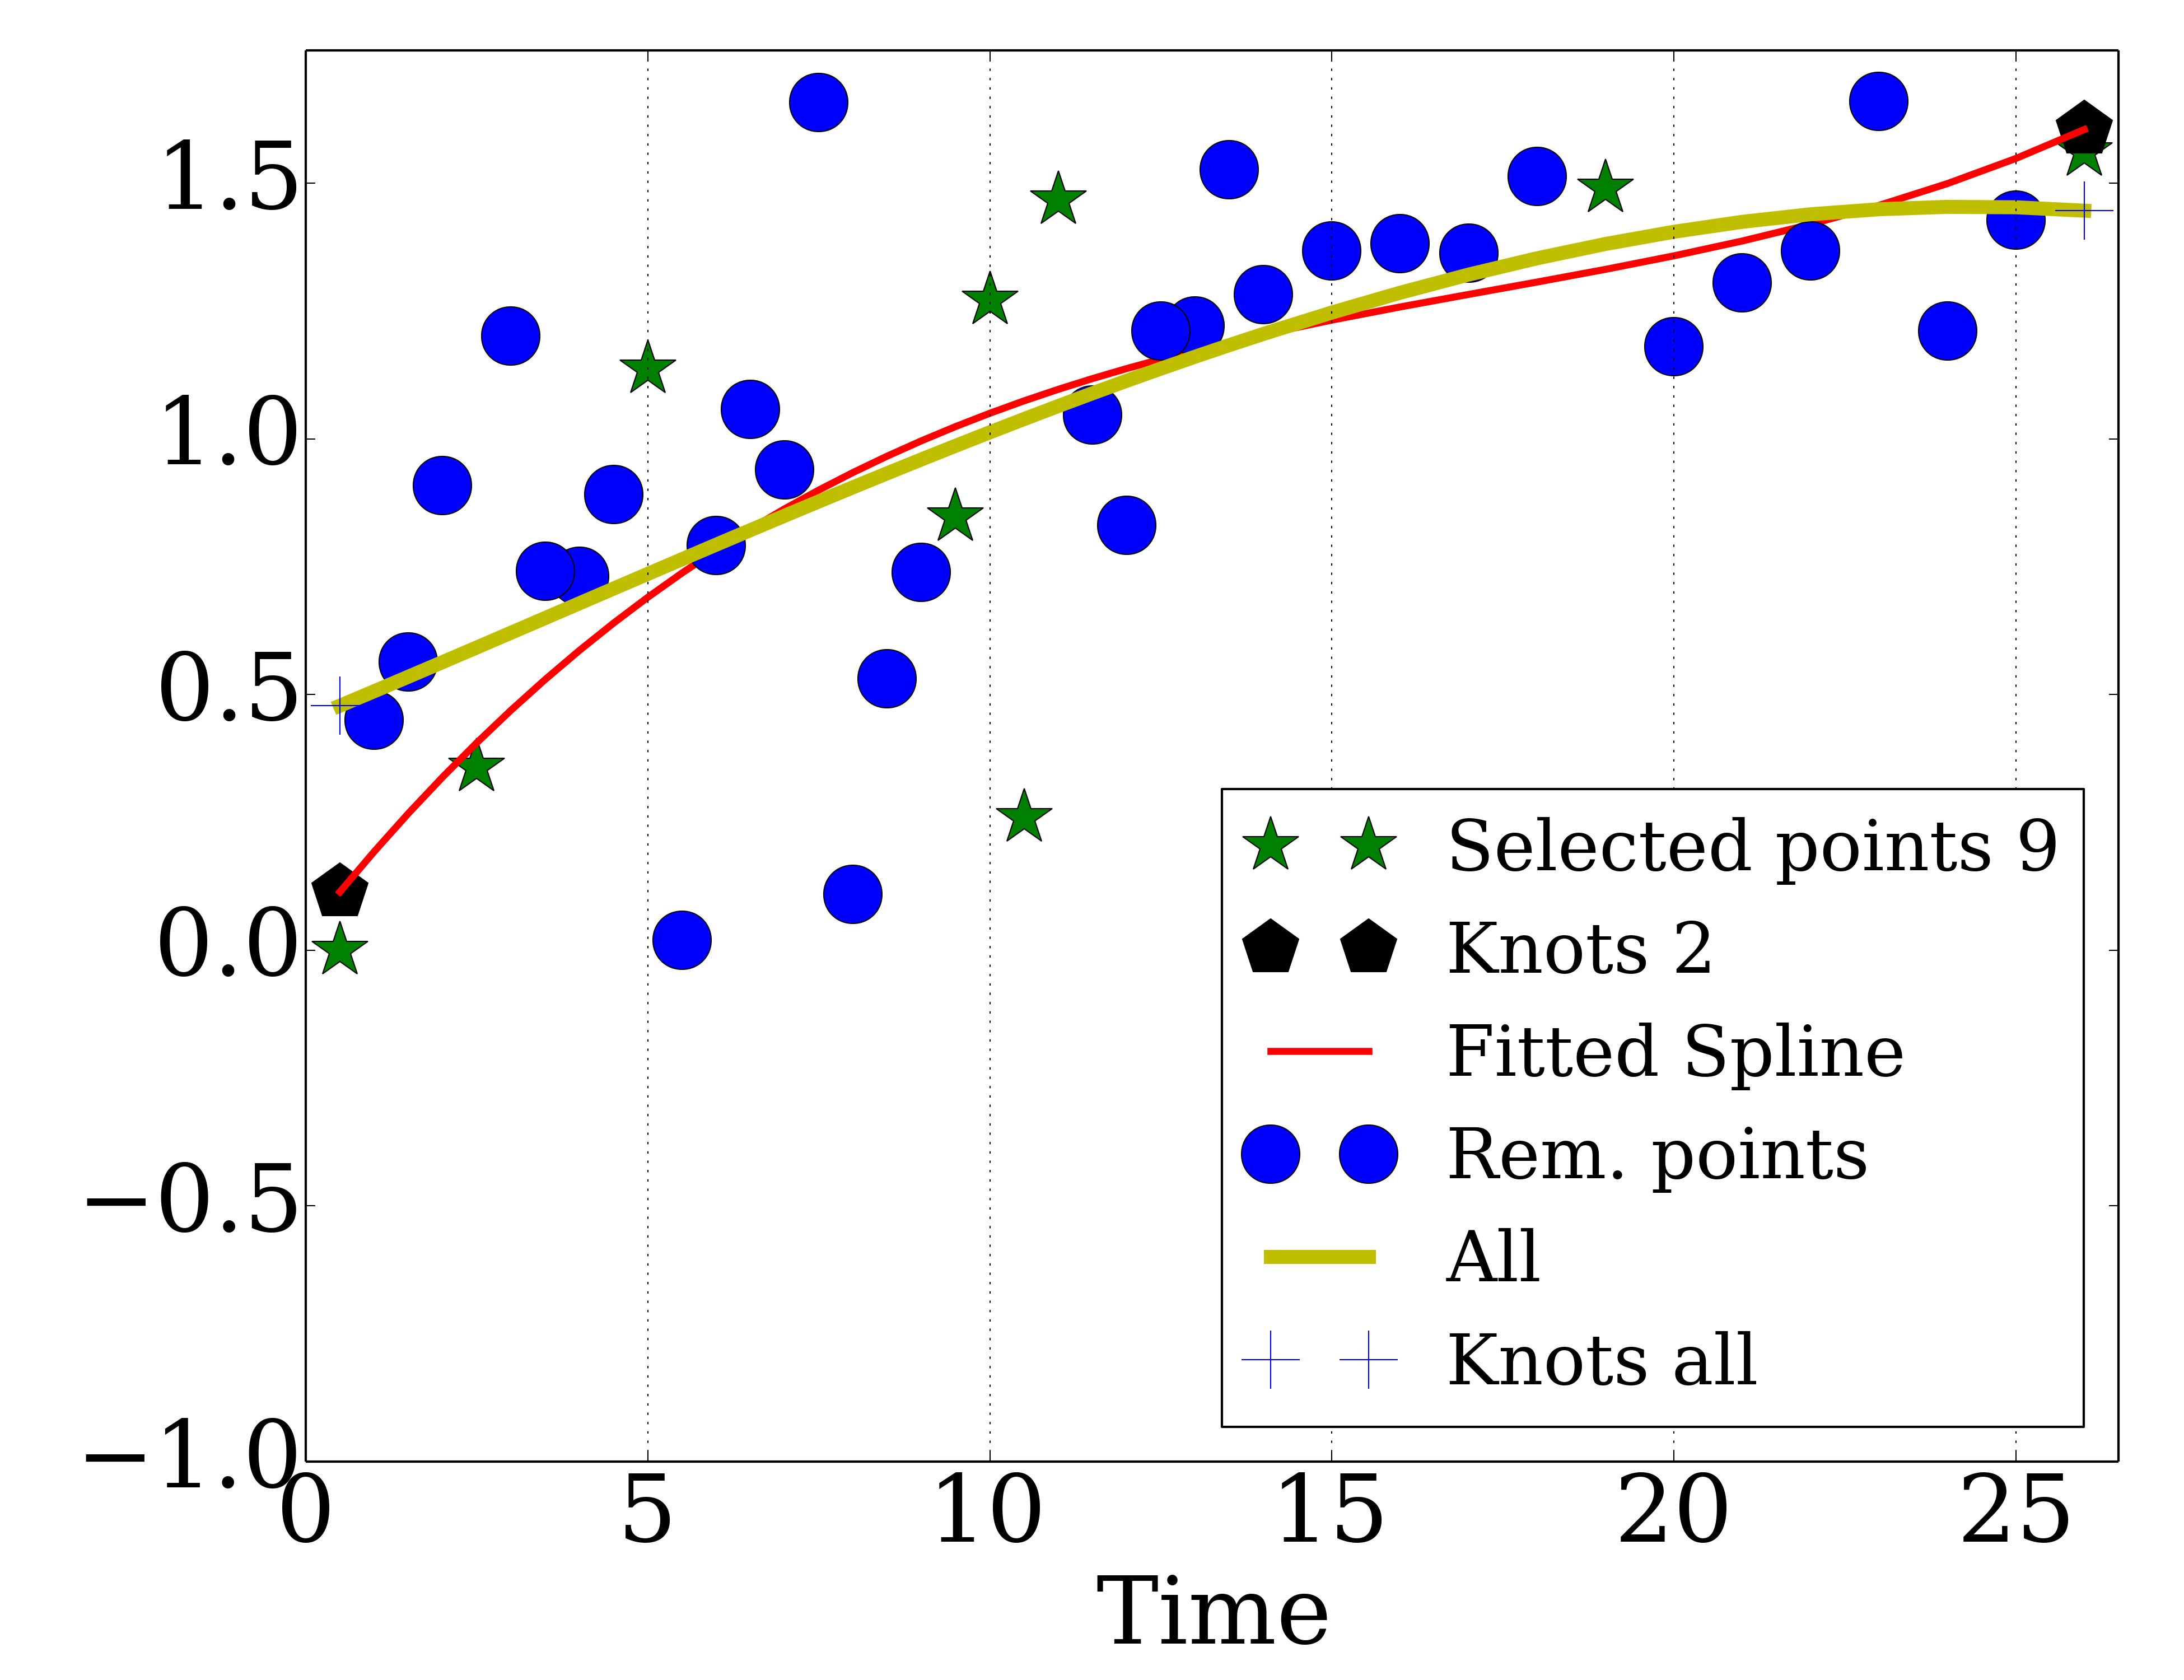 1.5
1.0
0.5
0.0
−0.5
−1.0
0 5 10 15 20 25
Time
Selected points 9
Knots 2
Fitted Spline
Rem. points
All
Knots all